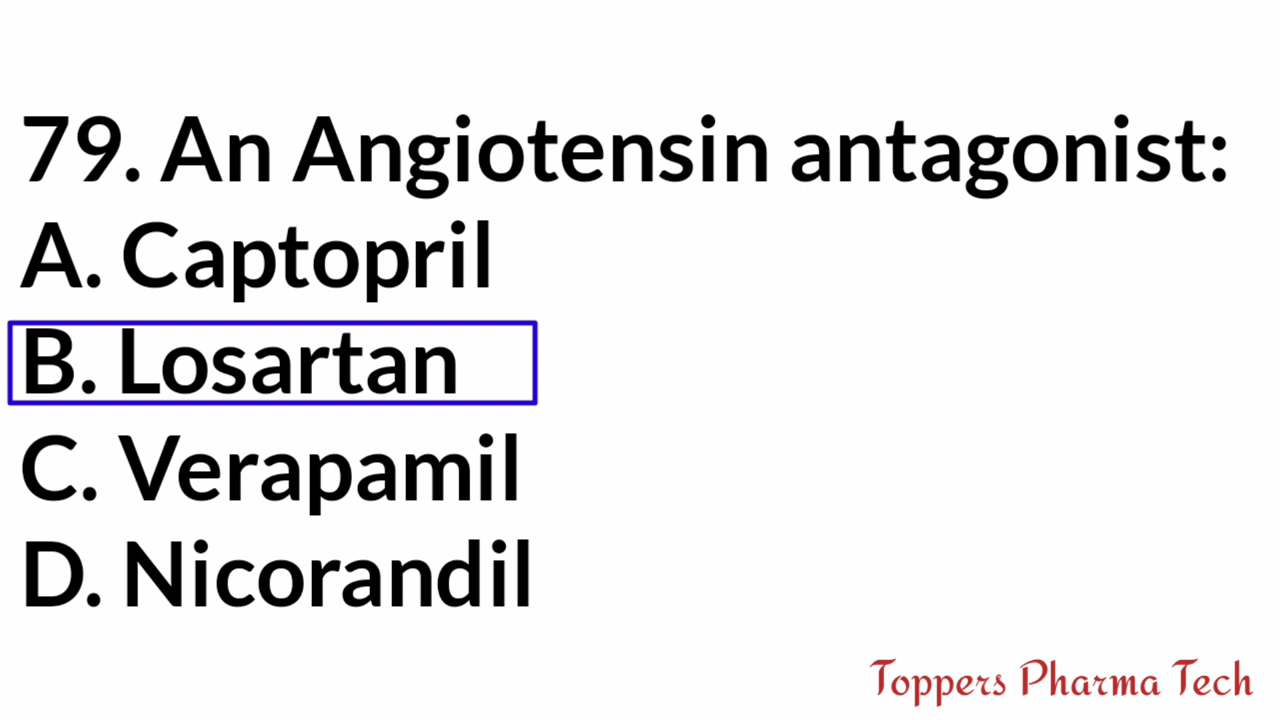 79. An Angiotensin antagonist:
A. Captopril
B. Losartan
C. Verapamil
D. Nicorandil
Toppers Pharma Tech